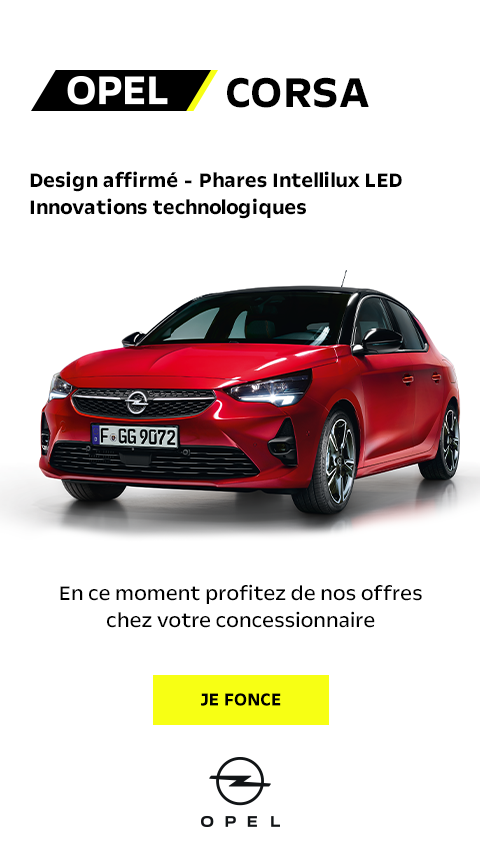 OPEL CORSA
Design affirmé - Phares Intellilux LED
Innovations technologiques
F GG 9072
En ce moment profitez de nos offres
chez votre concessionnaire
JE FONCE
OPEL